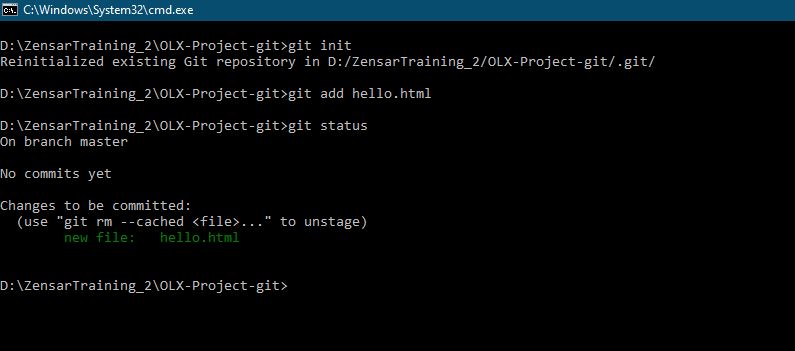 C:\Windows\System32\cmd.exe
D:\ZensarTraining_2\OLX-Project-git>git init
Reinitialized existing Git repository in D:/ZensarTraining_2/OLX-Project-git/.git/
D:\ZensarTraining_2\OLX-Project-git>git add hello.html
D:\ZensarTraining_2\OLX-Project-git>git status
On branch master
No commits yet
Changes to be committed:
  (use "git rm --cached <file>..." to unstage)
        new file:   hello.html
D:\ZensarTraining_2\OLX-Project-git>